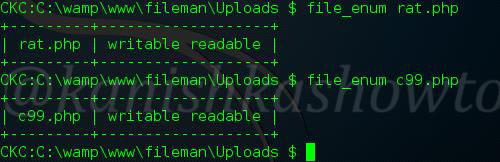 CKC:C:\wamp\www\fileman\Uploads $ file_enum rat.php
+---------+-------------------+
| rat.php | writable readable |
+---------+-------------------+
CKC:C:\wamp\www\fileman\Uploads $ file_enum c99.php
+---------+-------------------+
| c99.php | writable readable |
+---------+-------------------+
CKC:C:\wamp\www\fileman\Uploads $
@kanishkashowto